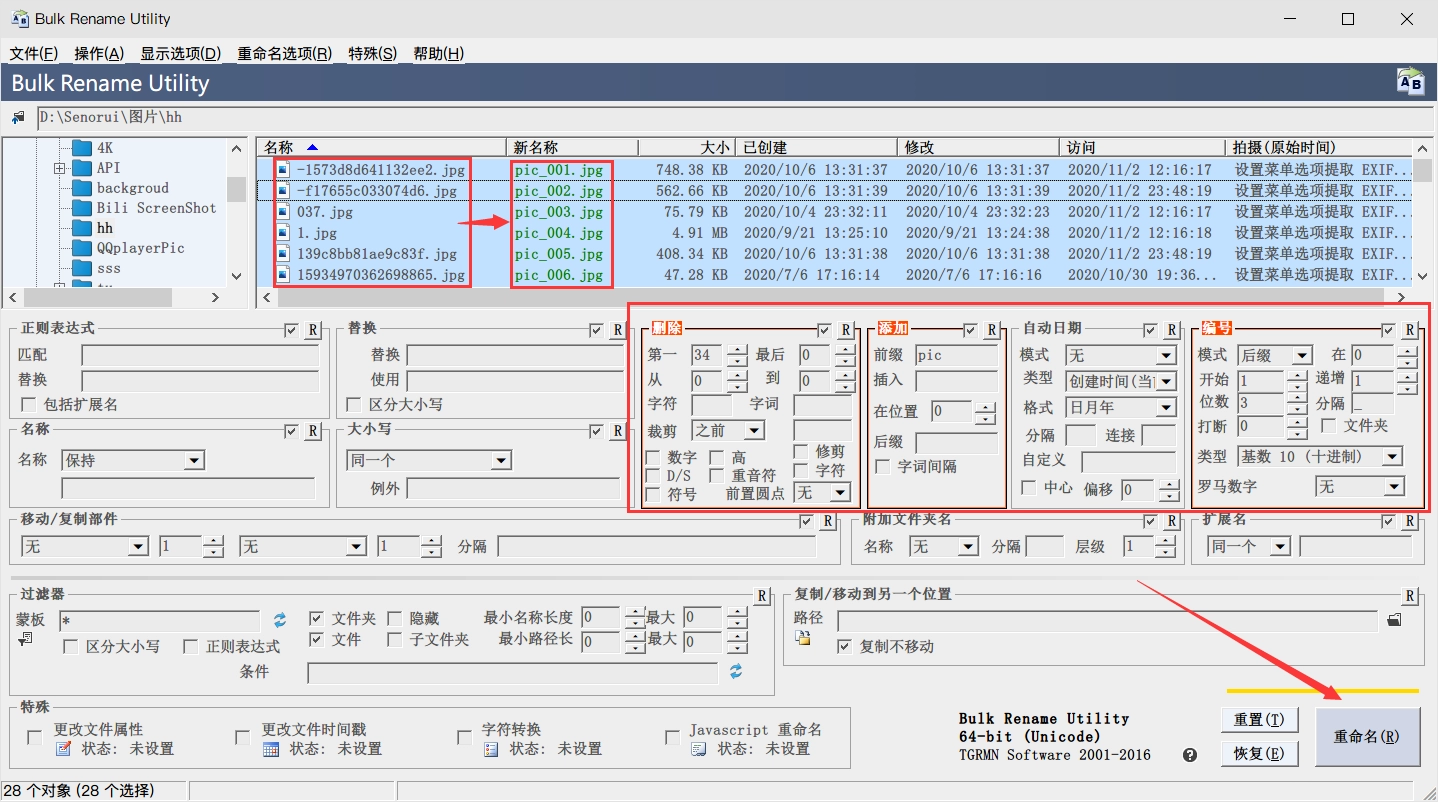 Bulk Rename Utility
文件(F) 操作(A) 显示选项(D) 重命名选项(R) 特殊(S) 帮助(H)
Bulk Rename Utility
D:\Senorui\图片\hh
4K
API
backgroud
Bili ScreenShot
hh
QQplayerPic
sss
名称 新名称 大小 已创建 修改 访问 拍摄(原始时间)
-1573d8d641132ee2.jpg pic_001.jpg 748.38 KB 2020/10/6 13:31:37 2020/10/6 13:31:37 2020/11/2 12:16:17 设置菜单选项提取 EXIF...
-f17655c033074d6.jpg pic_002.jpg 562.66 KB 2020/10/6 13:31:39 2020/10/6 13:31:39 2020/11/2 23:48:19 设置菜单选项提取 EXIF...
037.jpg pic_003.jpg 75.79 KB 2020/10/4 23:32:11 2020/10/4 23:32:23 2020/11/2 12:16:17 设置菜单选项提取 EXIF...
1.jpg pic_004.jpg 4.91 MB 2020/9/21 13:25:10 2020/9/21 13:24:38 2020/11/2 12:16:18 设置菜单选项提取 EXIF...
139c8bb81ae9c83f.jpg pic_005.jpg 408.34 KB 2020/10/6 13:31:38 2020/10/6 13:31:38 2020/11/2 23:48:19 设置菜单选项提取 EXIF...
15934970362698865.jpg pic_006.jpg 47.28 KB 2020/7/6 17:16:14 2020/7/6 17:16:16 2020/10/30 19:36... 设置菜单选项提取 EXIF...
正则表达式 R
匹配
替换
包括扩展名
替换 R
替换
使用
区分大小写
名称 R
名称 保持
大小写 R
同一个
例外
删除 R
第一 34 最后 0
从 0 到 0
字符 字词
裁剪 之前
数字 高 修剪
D/S 重音符 字符
符号 前置圆点 无
添加 R
前缀 pic
插入
在位置 0
后缀
字词间隔
自动日期 R
模式 无
类型 创建时间(当前
格式 日月年
分隔 连接
自定义
中心 偏移 0
编号 R
模式 后缀 在 0
开始 1 递增 1
位数 3 分隔 _
打断 0 文件夹
类型 基数 10 (十进制)
罗马数字 无
移动/复制部件 R
无 1 无 1 分隔
附加文件夹名 R
名称 无 分隔 层级 1
扩展名 R
同一个
过滤器 R
蒙板 * 文件夹 隐藏 最小名称长度 0 最大 0
区分大小写 正则表达式 文件 子文件夹 最小路径长 0 最大 0
条件
复制/移动到另一个位置 R
路径
复制不移动
特殊
更改文件属性 更改文件时间戳 字符转换 Javascript 重命名
状态: 未设置 状态: 未设置 状态: 未设置 状态: 未设置
Bulk Rename Utility
64-bit (Unicode)
TGRMN Software 2001-2016
重置(T)
恢复(E)
重命名(R)
28 个对象 (28 个选择)